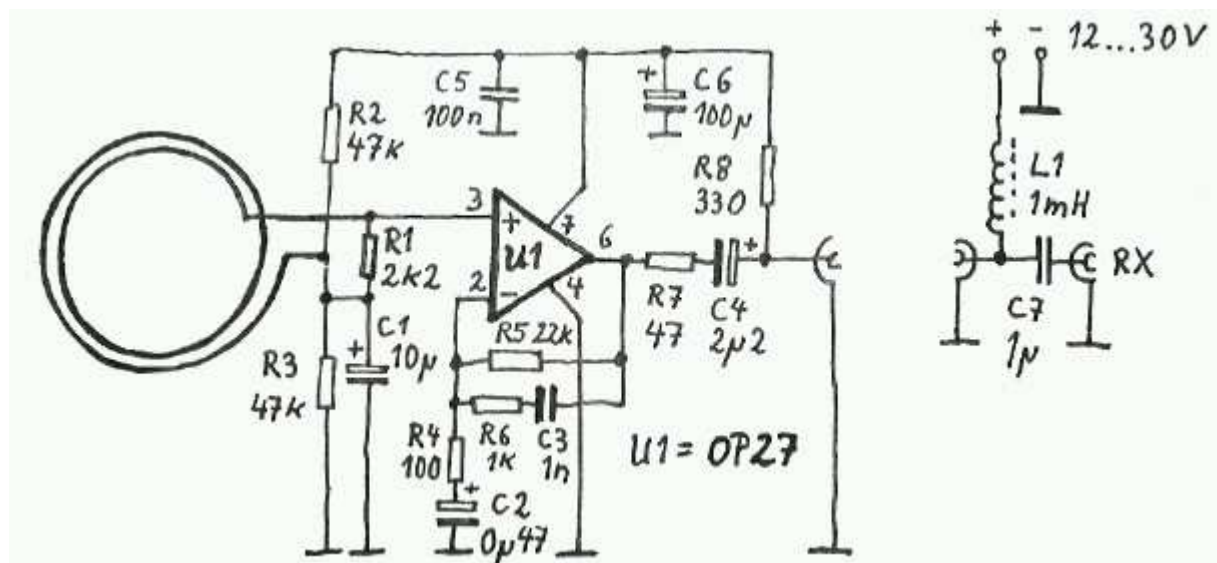 + - 12...30V
C5
100n
+ C6
100µ
R2
47k
R8
330
L1
1mH
3
+
7
U1
6
R1
2k2
2
-
4
+
RX
R7
47
C4
2µ2
C7
1µ
C1
+
10µ
R5 22k
R3
47k
R4
100
R6
1k
C3
1n
U1 = OP27
+
C2
0µ47